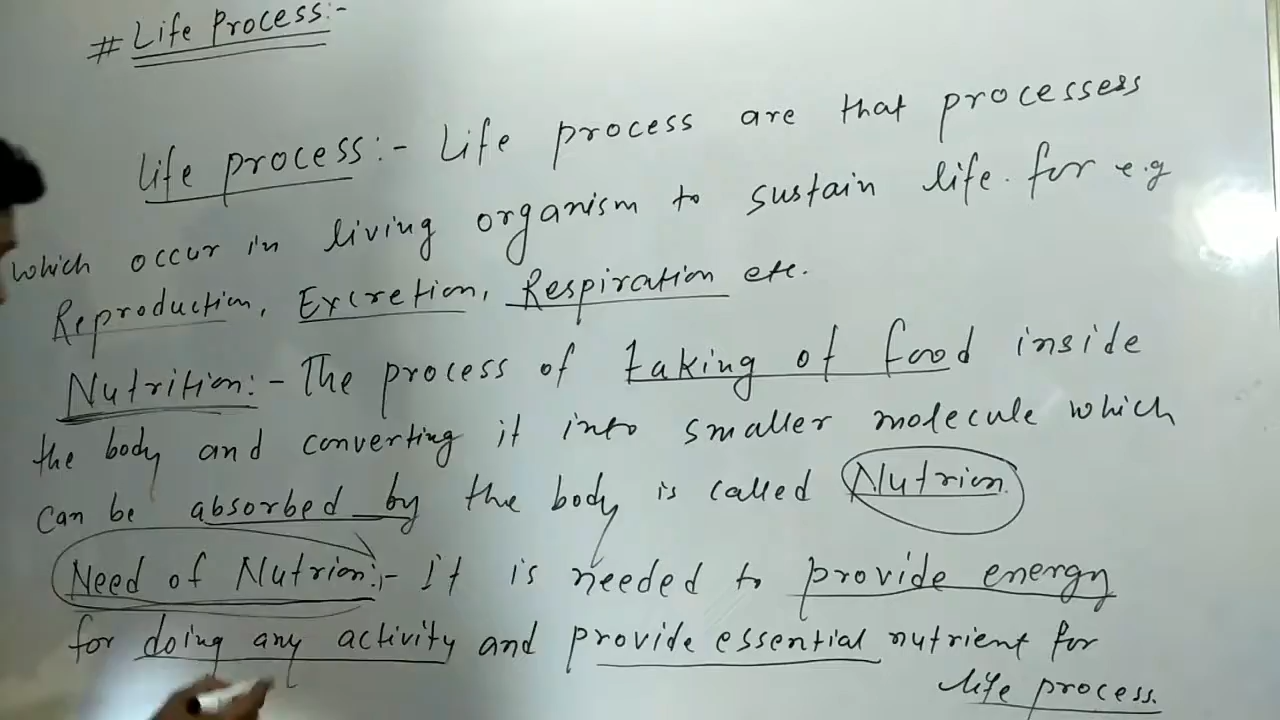 # Life Process:-
Life process:- Life process are that processess
which occur in living organism to sustain life. for e.g
Reproduction, Excretion, Respiration etc.
Nutrition:- The process of taking of food inside
the body and converting it into smaller molecule which
can be absorbed by the body is called Nutrion.
Need of Nutrion:- It is needed to provide energy
for doing any activity and provide essential nutrient for
life process.